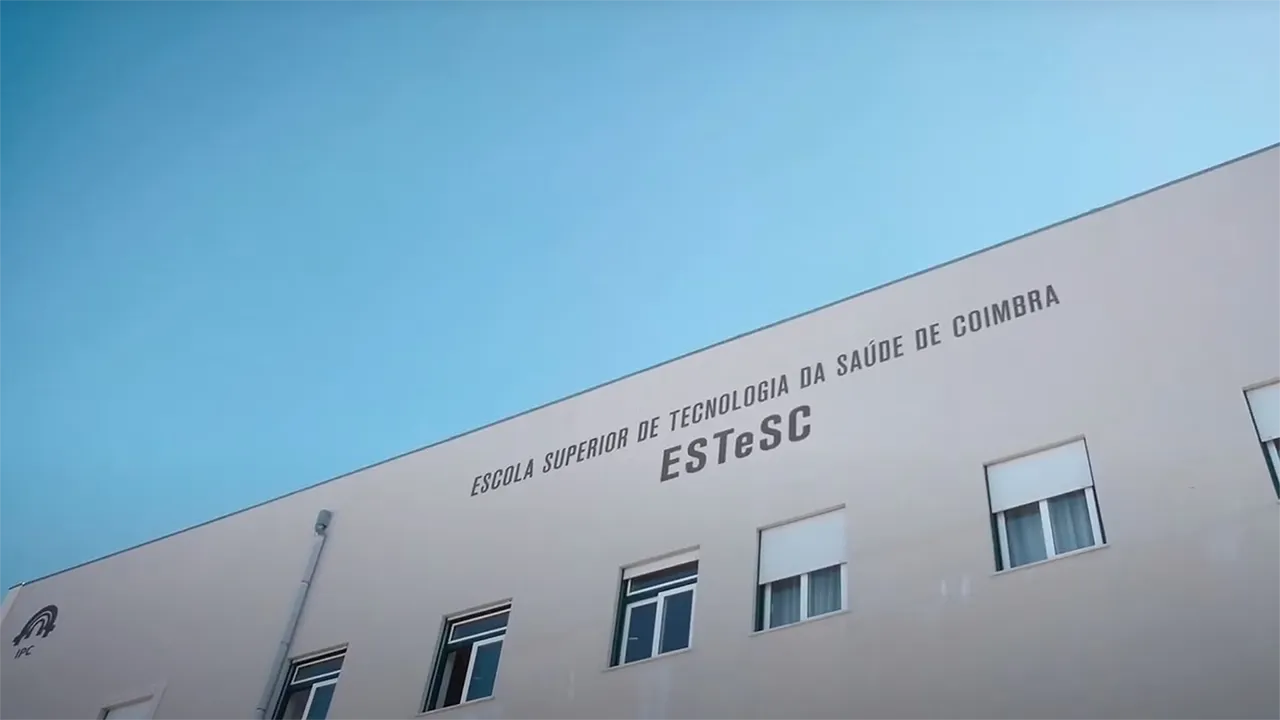 ESCOLA SUPERIOR DE TECNOLOGIA DA SAÚDE DE COIMBRA
ESTeSC
IPC